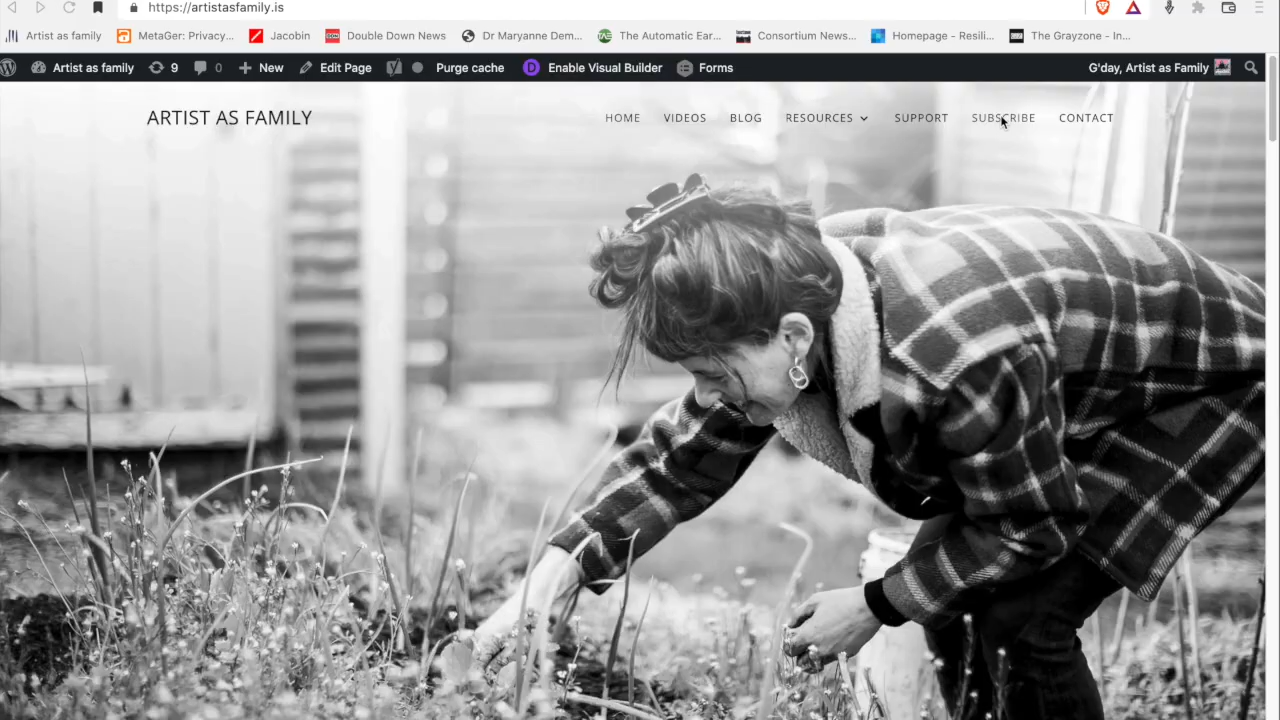 https://artistasfamily.is
Artist as family MetaGer: Privacy... Jacobin Double Down News Dr Maryanne Dem... The Automatic Ear... Consortium News... Homepage - Resili... The Grayzone - In...
Artist as family 9 0 New Edit Page Purge cache D Enable Visual Builder Forms G'day, Artist as Family
ARTIST AS FAMILY HOME VIDEOS BLOG RESOURCES SUPPORT SUBSCRIBE CONTACT